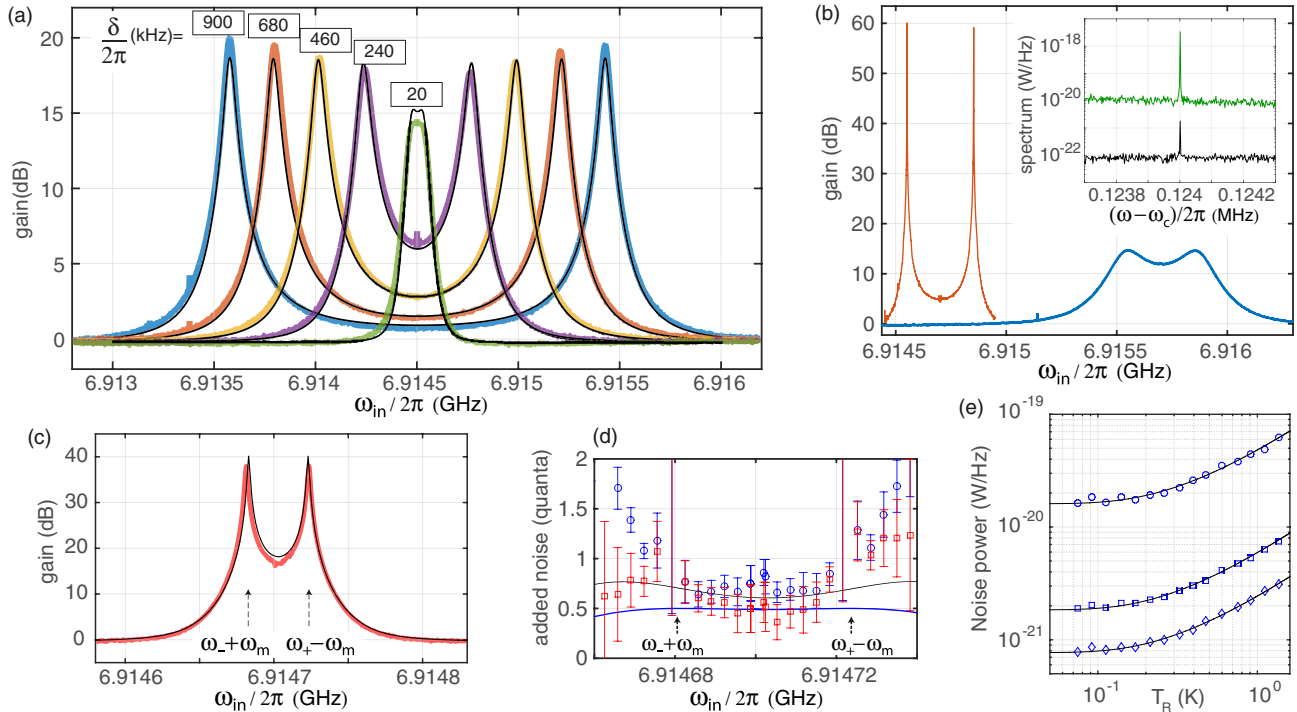 (a)
δ/2π (kHz)= 900 680 460 240 20
gain(dB)
20
15
10
5
0
6.913 6.9135 6.914 6.9145 6.915 6.9155 6.916
ω_in / 2π (GHz)
(b)
gain (dB)
60
50
40
30
20
10
0
6.9145 6.915 6.9155 6.916
ω_in / 2π (GHz)
spectrum (W/Hz)
10^-18
10^-20
10^-22
0.12238 0.124 0.12242
(ω−ω_c)/2π (MHz)
(c)
gain (dB)
40
30
20
10
0
ω_-+ω_m ω_+−ω_m
6.91466 6.91447 6.91448
ω_in / 2π (GHz)
(d)
added noise (quanta)
2
1.5
1
0.5
0
ω_-+ω_m ω_+−ω_m
6.91468 6.91472
ω_in / 2π (GHz)
(e)
Noise power (W/Hz)
10^-19
10^-20
10^-21
10^-1 10^0
T_R (K)